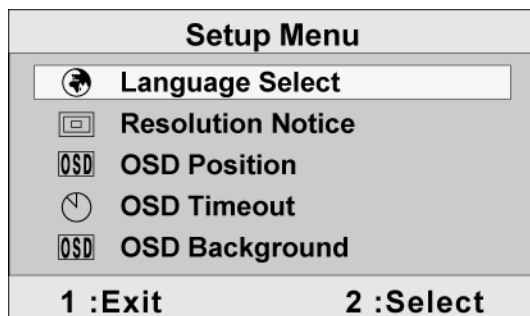 Setup Menu
Language Select
Resolution Notice
OSD OSD Position
OSD Timeout
OSD OSD Background
1 :Exit 2 :Select